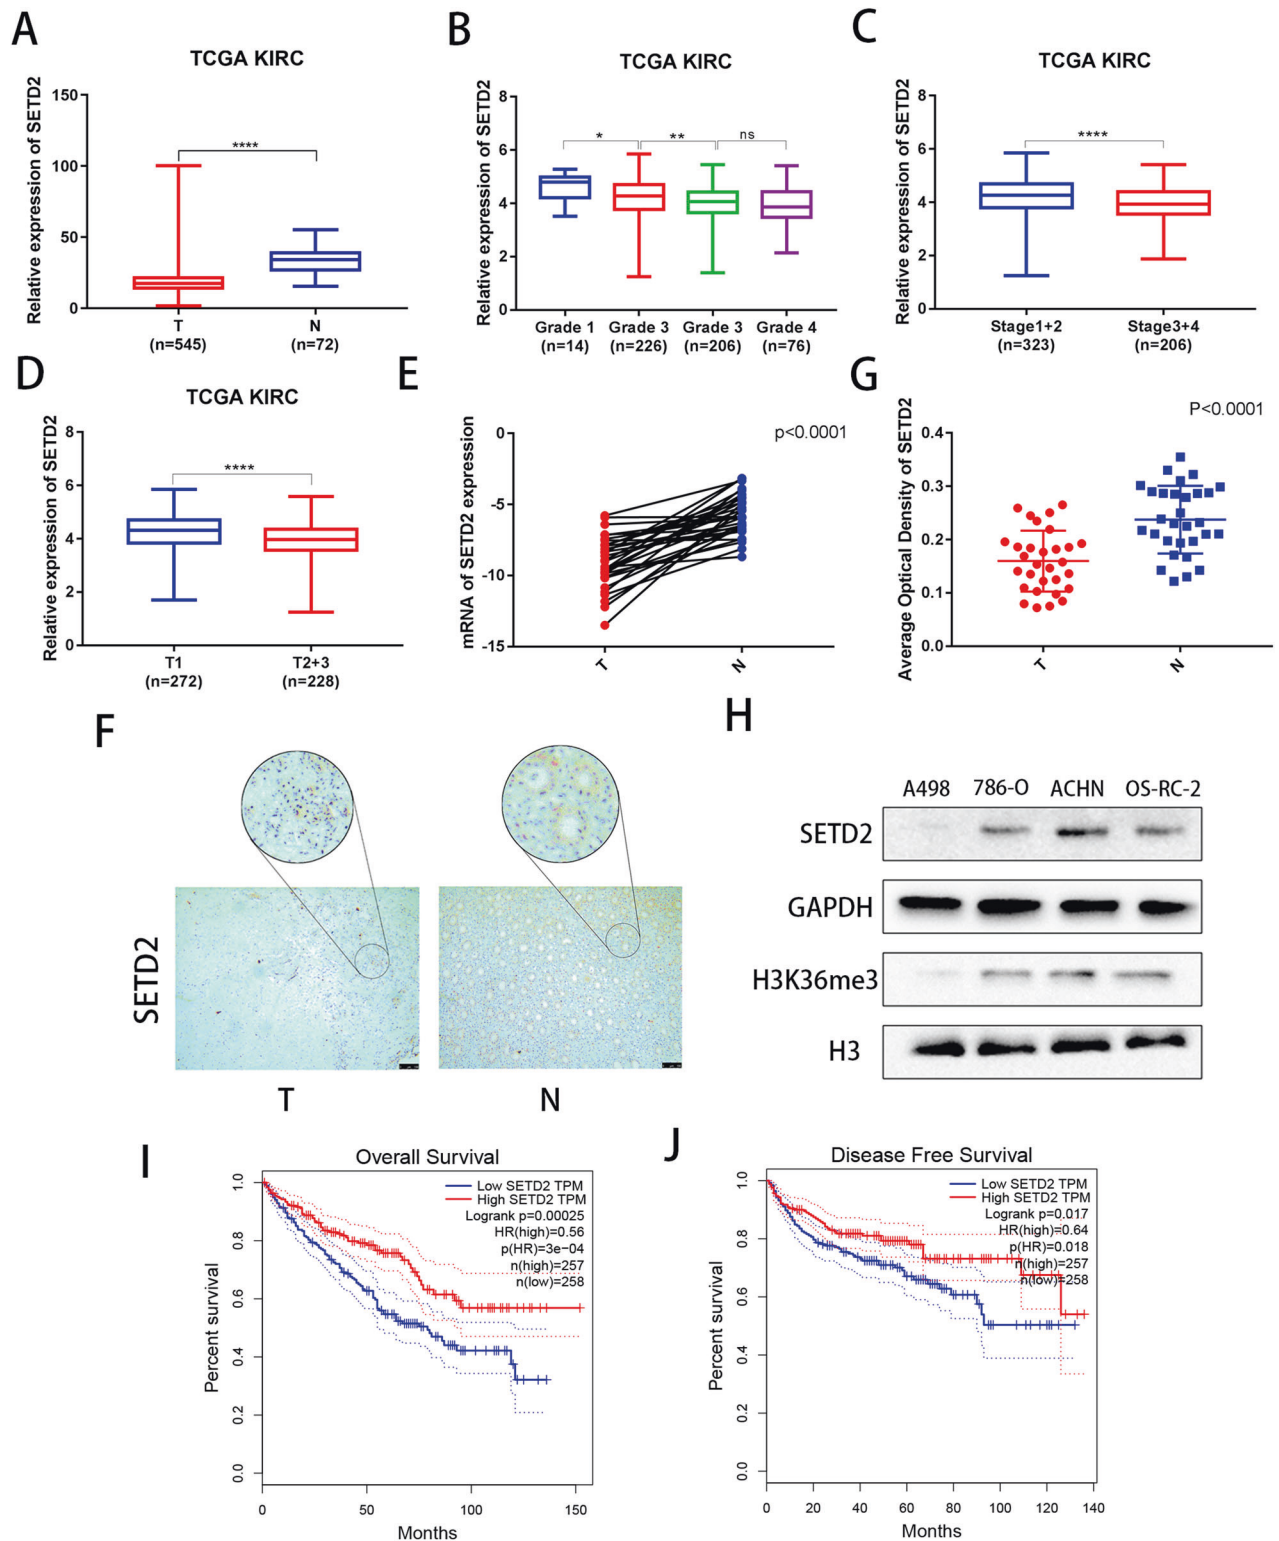 A
TCGA KIRC
Relative expression of SETD2
150
100
50
0
****
T
(n=545)
N
(n=72)
B
TCGA KIRC
Relative expression of SETD2
8
6
4
2
0
*
**
ns
Grade 1
(n=14)
Grade 3
(n=226)
Grade 3
(n=206)
Grade 4
(n=76)
C
TCGA KIRC
Relative expression of SETD2
8
6
4
2
0
****
Stage1+2
(n=323)
Stage3+4
(n=206)
D
TCGA KIRC
Relative expression of SETD2
8
6
4
2
0
****
T1
(n=272)
T2+3
(n=228)
E
mRNA of SETD2 expression
0
-5
-10
-15
p<0.0001
T
N
G
Average Optical Density of SETD2
0.4
0.3
0.2
0.1
0.0
P<0.0001
T
N
F
SETD2
T
N
H
A498 786-O ACHN OS-RC-2
SETD2
GAPDH
H3K36me3
H3
I
Overall Survival
Percent survival
1.0
0.8
0.6
0.4
0.2
0.0
Low SETD2 TPM
High SETD2 TPM
Logrank p=0.00025
HR(high)=0.56
p(HR)=3e-04
n(high)=257
n(low)=258
0 50 100 150
Months
J
Disease Free Survival
Percent survival
1.0
0.8
0.6
0.4
0.2
0.0
Low SETD2 TPM
High SETD2 TPM
Logrank p=0.017
HR(high)=0.64
p(HR)=0.018
n(high)=257
n(low)=258
0 20 40 60 80 100 120 140
Months